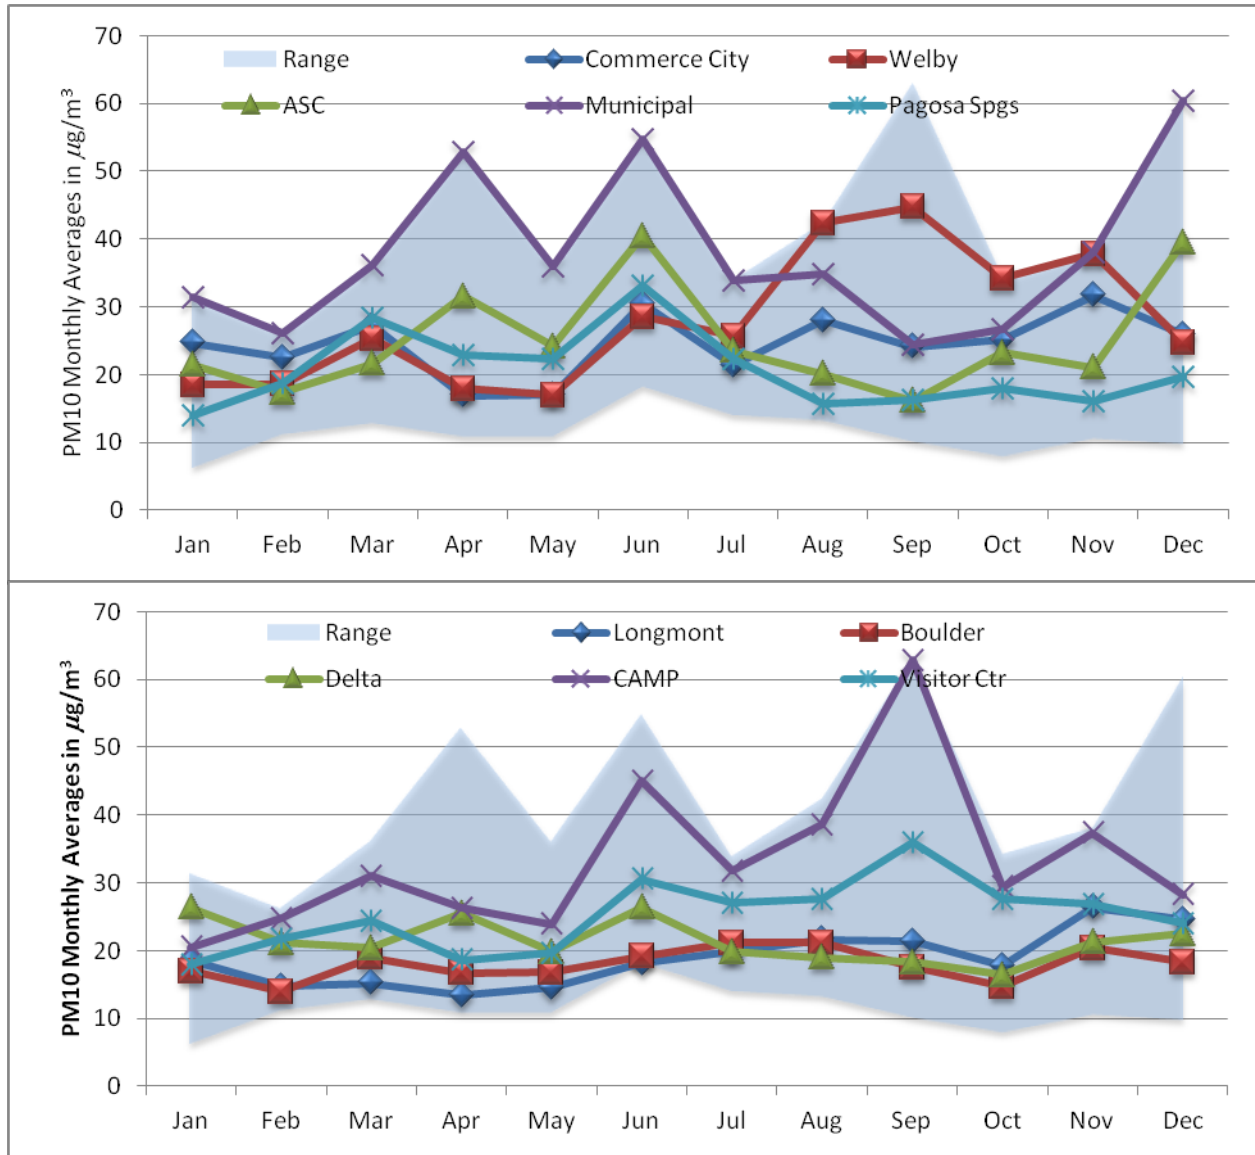 PM10 Monthly Averages in µg/m³
70
60
50
40
30
20
10
0
Range
Commerce City
Welby
ASC
Municipal
Pagosa Spgs
Jan Feb Mar Apr May Jun Jul Aug Sep Oct Nov Dec
PM10 Monthly Averages in µg/m³
70
60
50
40
30
20
10
0
Range
Longmont
Boulder
Delta
CAMP
Visitor Ctr
Jan Feb Mar Apr May Jun Jul Aug Sep Oct Nov Dec